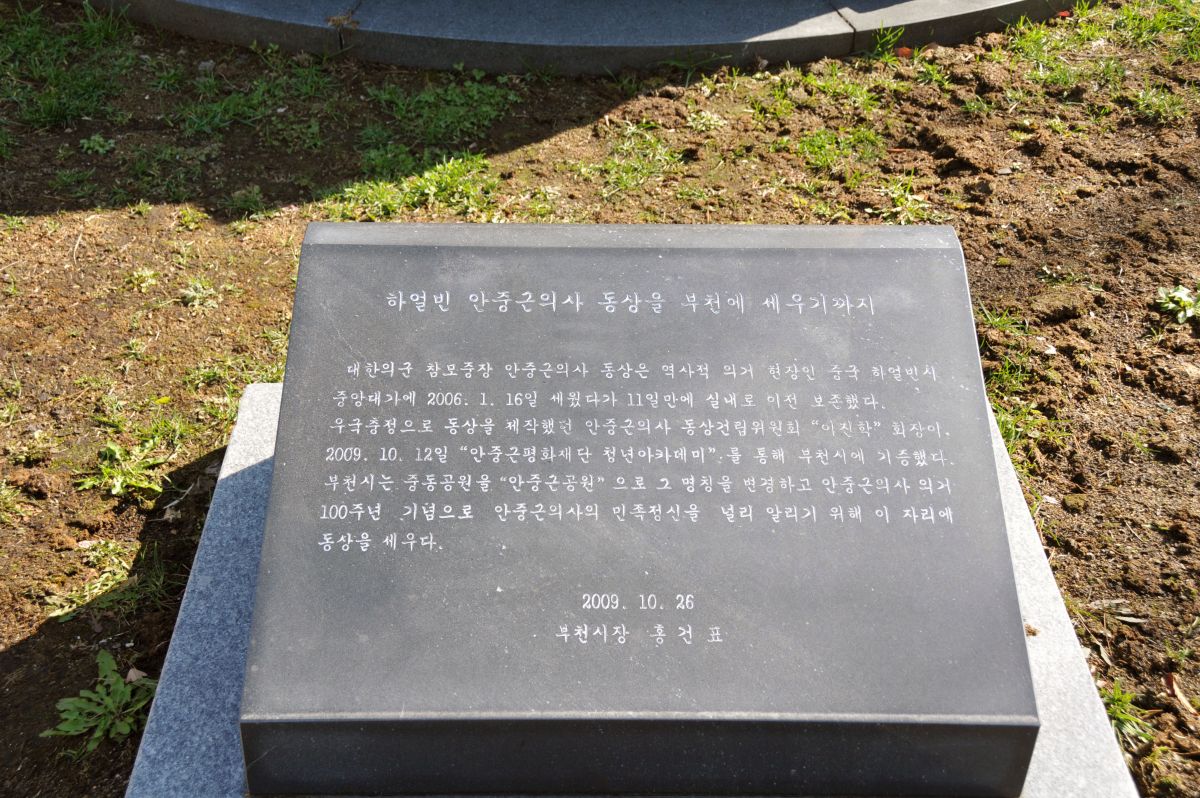 하얼빈 안중근의사 동상을 부천에 세우기까지
대한의군 참모중장 안중근의사 동상은 역사적 의거 현장인 중국 하얼빈시
중앙대가에 2006. 1. 16일 세웠다가 11일만에 실내로 이전 보존했다.
우국충정으로 동상을 제작했던 안중근의사 동상건립위원회 "이진학" 회장이.
2009. 10. 12일 "안중근평화재단 청년아카데미".를 통해 부천시에 기증했다.
부천시는 중동공원을 "안중근공원" 으로 그 명칭을 변경하고 안중근의사 의거
100주년 기념으로 안중근의사의 민족정신을 널리 알리기 위해 이 자리에
동상을 세우다.
2009. 10. 26
부천시장 홍 건 표